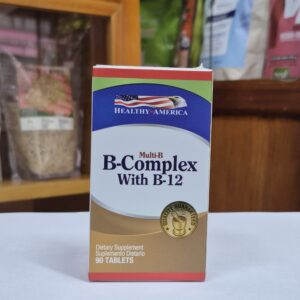 HEALTHY AMERICA
Multi-B
B-Complex
With B-12
Dietary Supplement
Suplemento Dietario
90 TABLETS